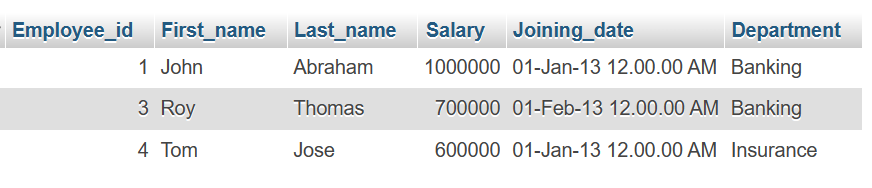 Employee_id First_name Last_name Salary Joining_date Department
1 John Abraham 1000000 01-Jan-13 12.00.00 AM Banking
3 Roy Thomas 700000 01-Feb-13 12.00.00 AM Banking
4 Tom Jose 600000 01-Jan-13 12.00.00 AM Insurance